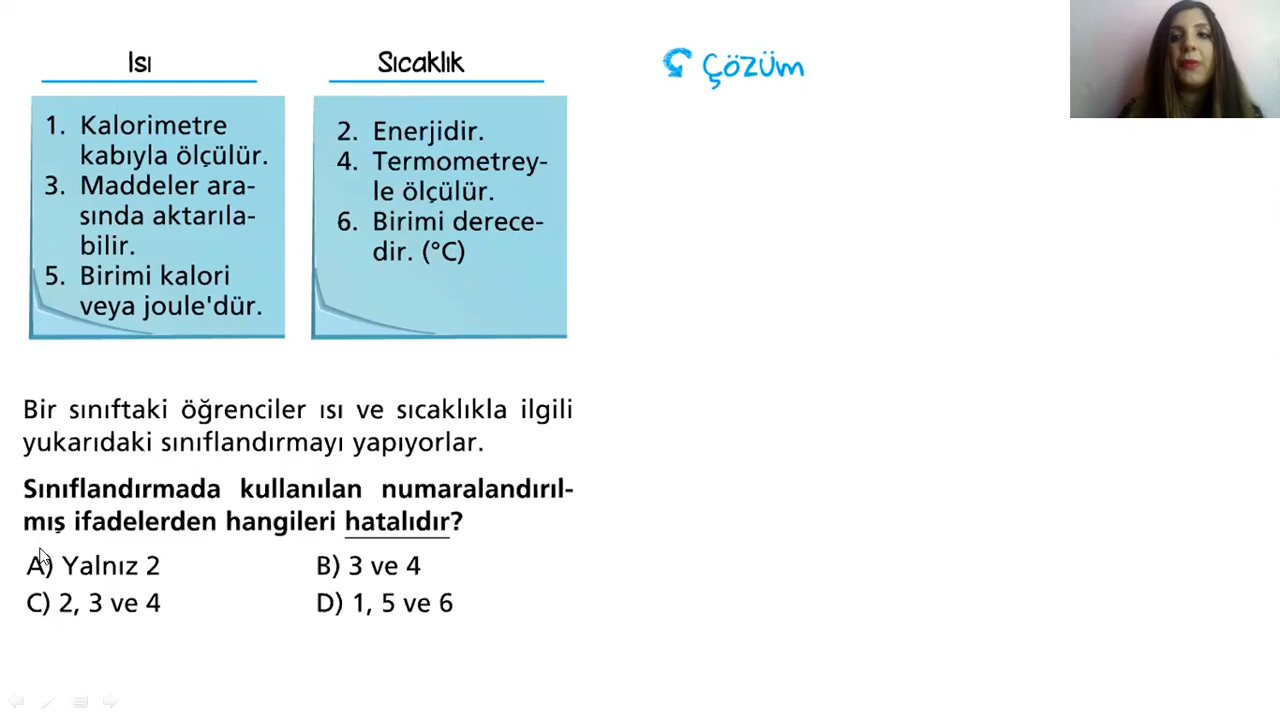 Isı
1. Kalorimetre
kabıyla ölçülür.
3. Maddeler ara-
sında aktarıla-
bilir.
5. Birimi kalori
veya joule'dür.
Sıcaklık
2. Enerjidir.
4. Termometrey-
le ölçülür.
6. Birimi derece-
dir. (°C)
Bir sınıftaki öğrenciler ısı ve sıcaklıkla ilgili
yukarıdaki sınıflandırmayı yapıyorlar.
Sınıflandırmada kullanılan numaralandırıl-
mış ifadelerden hangileri hatalıdır?
A) Yalnız 2
B) 3 ve 4
C) 2, 3 ve 4
D) 1, 5 ve 6
Çözüm